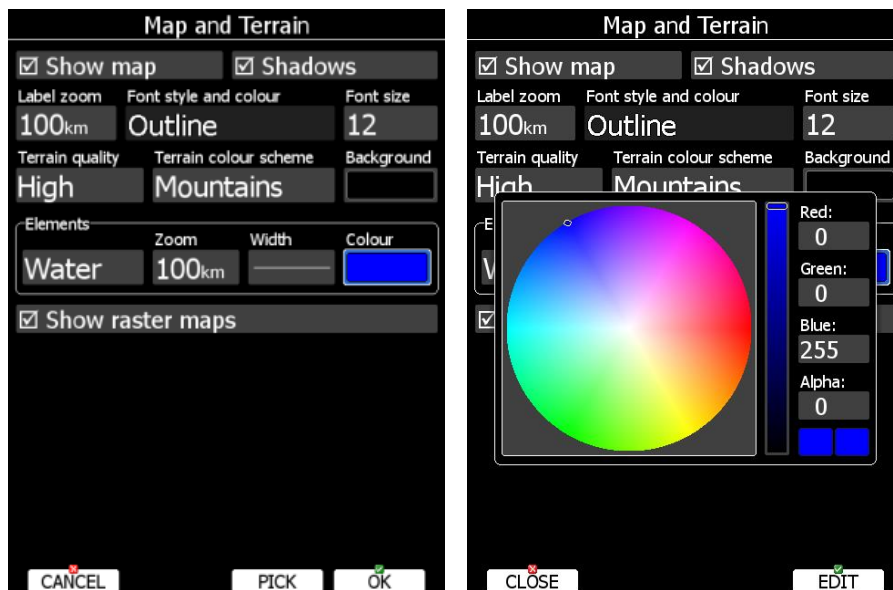 Map and Terrain
Show map Shadows
Label zoom Font style and colour Font size
100km Outline 12
Terrain quality Terrain colour scheme Background
High Mountains
Elements
Zoom Width Colour
Water 100km
Show raster maps
CANCEL PICK OK
Map and Terrain
Show map Shadows
Label zoom Font style and colour Font size
100km Outline 12
Terrain quality Terrain colour scheme Background
High Mountains
Red:
0
Green:
0
Blue:
255
Alpha:
0
CLOSE EDIT